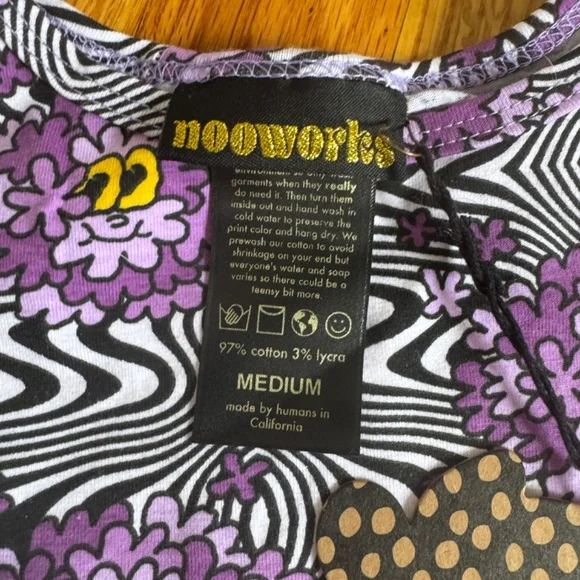 nooworks
environment so only wash
garments when they really
do need it. Then turn them
inside out and hand wash in
cold water to preserve the
print color and hang dry. We
prewash our cotton to avoid
shrinkage on your end but
everyone's water and soap
varies so there could be a
teensy bit more.
97% cotton 3% lycra
MEDIUM
made by humans in
California